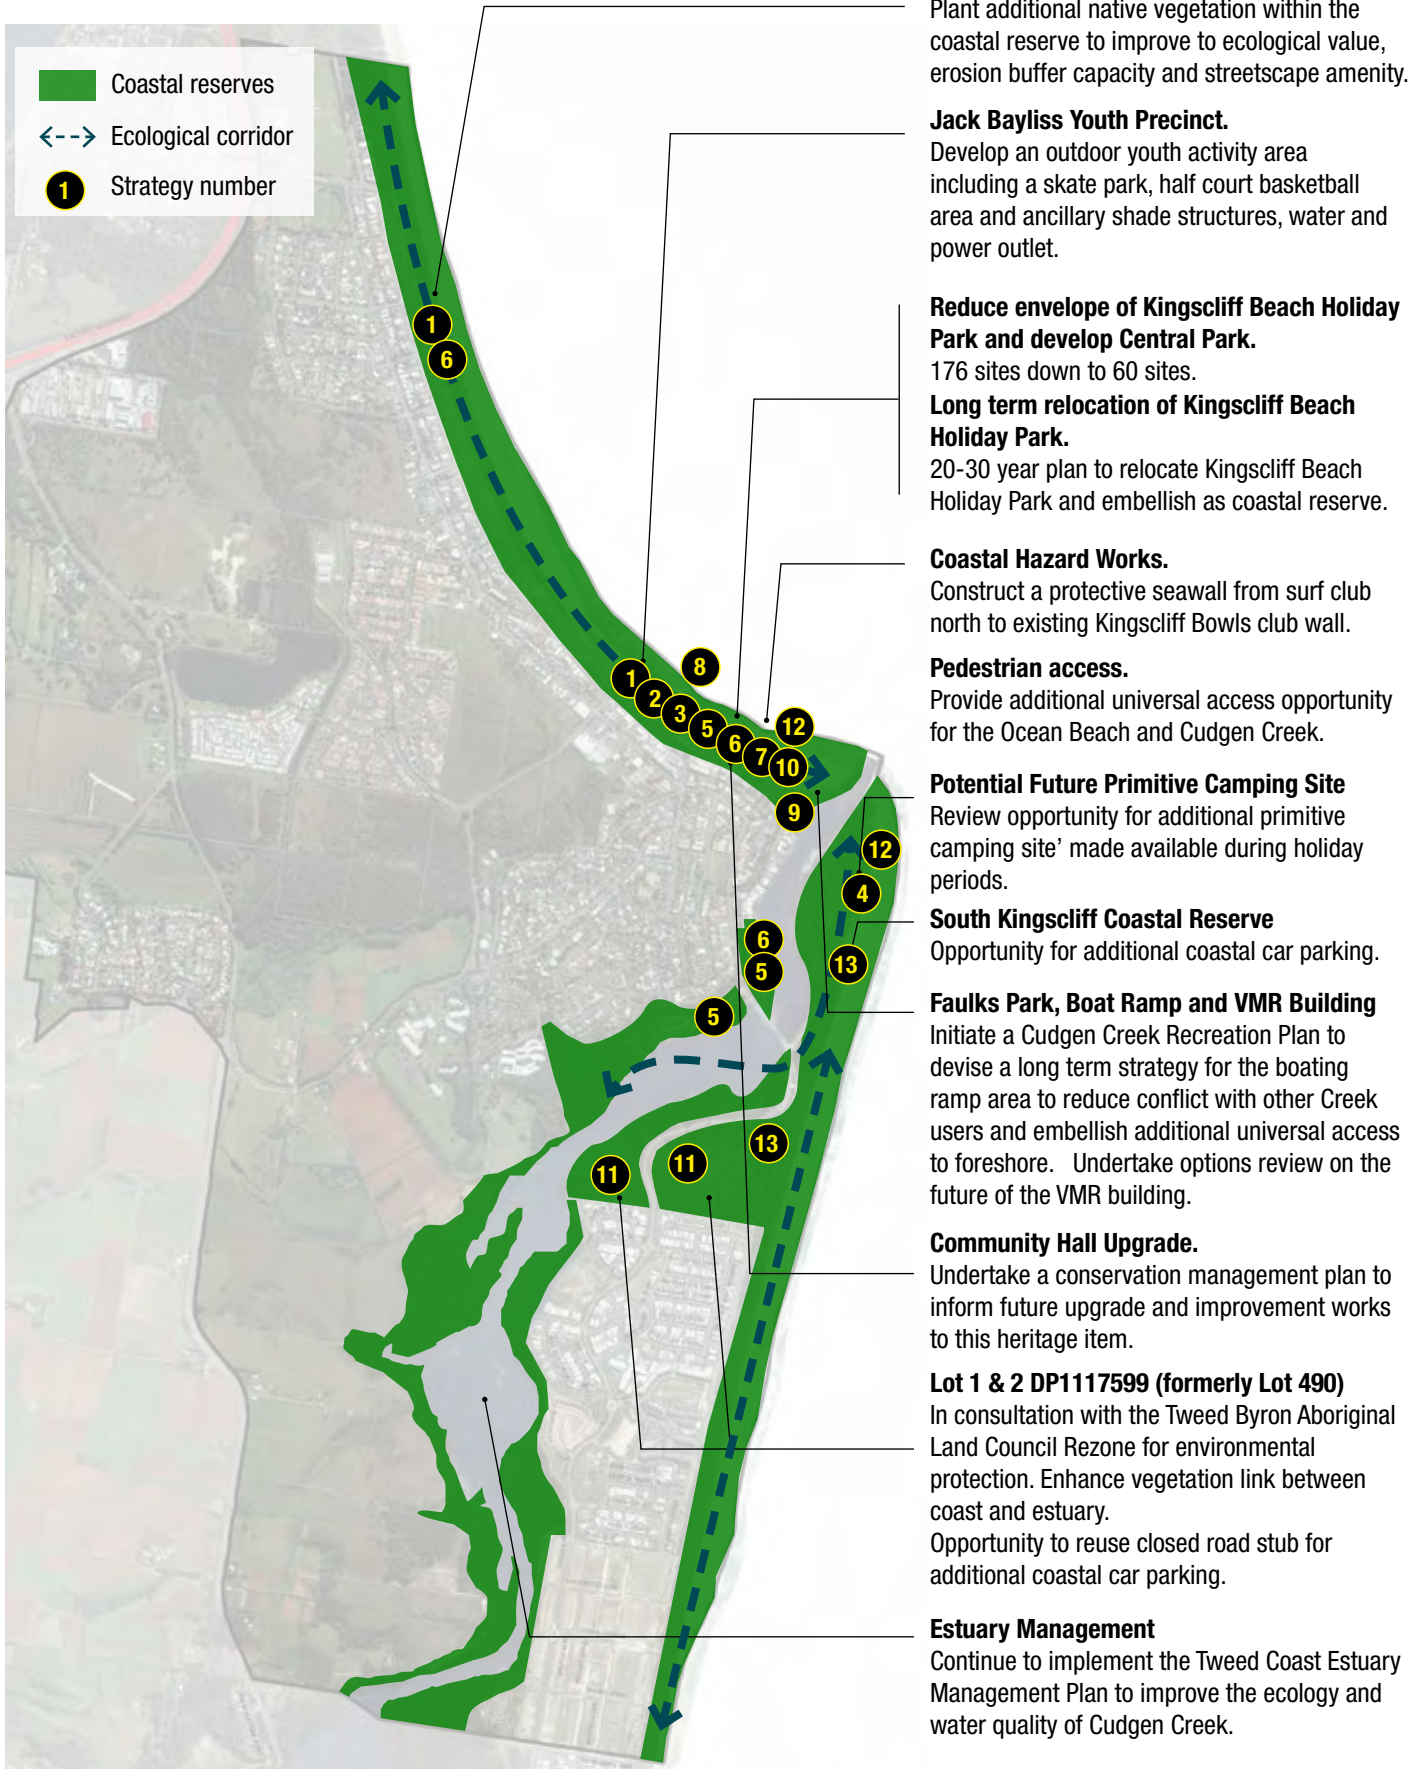 Plant additional native vegetation within the
coastal reserve to improve to ecological value,
erosion buffer capacity and streetscape amenity.
Coastal reserves
Ecological corridor
1 Strategy number
Jack Bayliss Youth Precinct.
Develop an outdoor youth activity area
including a skate park, half court basketball
area and ancillary shade structures, water and
power outlet.
Reduce envelope of Kingscliff Beach Holiday
Park and develop Central Park.
176 sites down to 60 sites.
Long term relocation of Kingscliff Beach
Holiday Park.
20-30 year plan to relocate Kingscliff Beach
Holiday Park and embellish as coastal reserve.
Coastal Hazard Works.
Construct a protective seawall from surf club
north to existing Kingscliff Bowls club wall.
Pedestrian access.
Provide additional universal access opportunity
for the Ocean Beach and Cudgen Creek.
Potential Future Primitive Camping Site
Review opportunity for additional primitive
camping site' made available during holiday
periods.
South Kingscliff Coastal Reserve
Opportunity for additional coastal car parking.
Faulks Park, Boat Ramp and VMR Building
Initiate a Cudgen Creek Recreation Plan to
devise a long term strategy for the boating
ramp area to reduce conflict with other Creek
users and embellish additional universal access
to foreshore. Undertake options review on the
future of the VMR building.
Community Hall Upgrade.
Undertake a conservation management plan to
inform future upgrade and improvement works
to this heritage item.
Lot 1 & 2 DP1117599 (formerly Lot 490)
In consultation with the Tweed Byron Aboriginal
Land Council Rezone for environmental
protection. Enhance vegetation link between
coast and estuary.
Opportunity to reuse closed road stub for
additional coastal car parking.
Estuary Management
Continue to implement the Tweed Coast Estuary
Management Plan to improve the ecology and
water quality of Cudgen Creek.
1
6
8
1
2
3
5
6
7
10
12
9
12
4
13
6
5
5
13
11
11